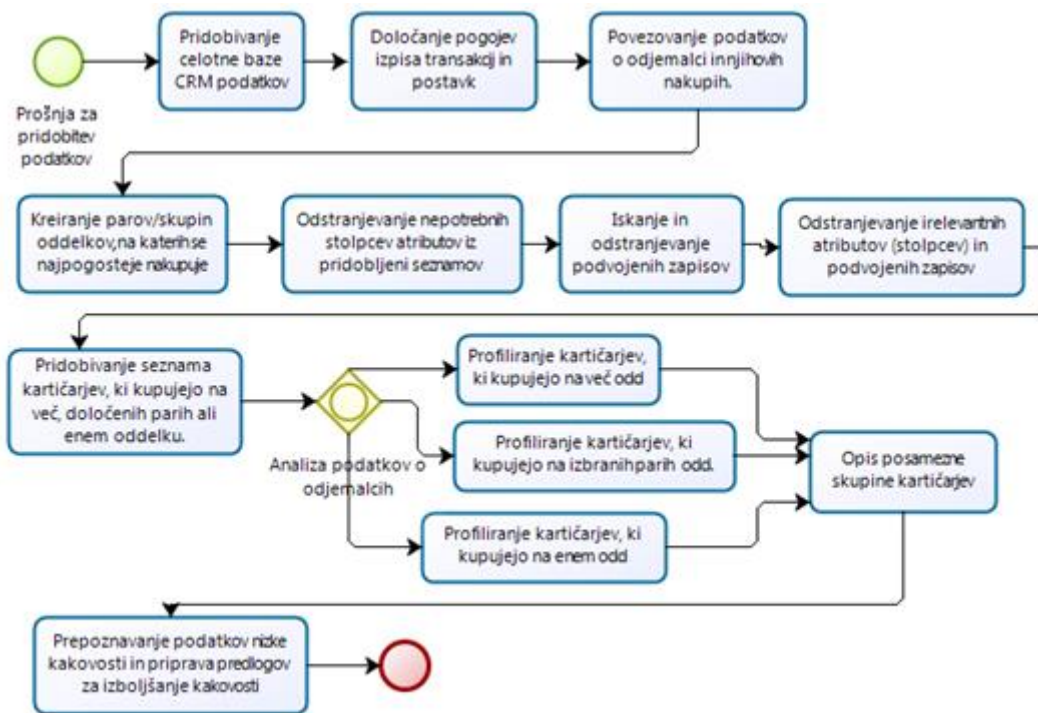 Pridobivanje
celotne baze
CRM podatkov
Določanje pogojev
izpisa transakcij in
postavk
Povezovanje podatkov
o odjemalci in njihovih
nakupih.
Prošnja za
pridobitev
podatkov
Kreiranje parov/skupin
oddelkov, na katerih se
najpogosteje nakupuje
Odstranjevanje nepotrebnih
stolpcev atributov iz
pridobljeni seznamov
Iskanje in
odstranjevanje
podvojenih zapisov
Odstranjevanje irelevantnih
atributov (stolpcev) in
podvojenih zapisov
Pridobivanje seznama
kartičarjev, ki kupujejo na
več, določenih parih ali
enem oddelku.
Analiza podatkov o
odjemalcih
Profiliranje kartičarjev,
ki kupujejo na več odd
Profiliranje kartičarjev, ki
kupujejo na izbranih parih odd.
Profiliranje kartičarjev, ki
kupujejo na enem odd
Opis posamezne
skupine kartičarjev
Prepoznavanje podatkov nizke
kakovosti in priprava predlogov
za izboljšanje kakovosti